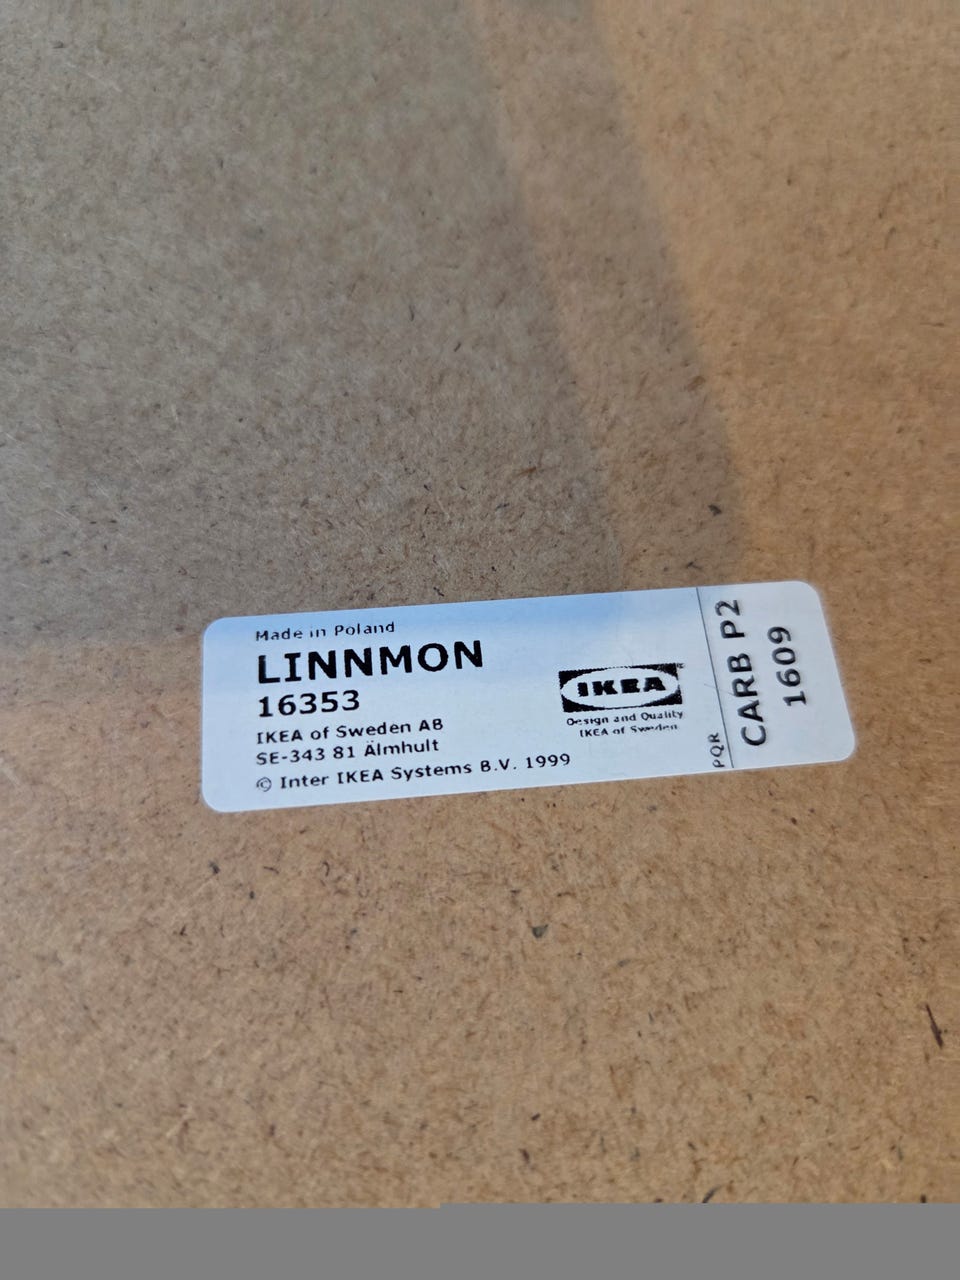 Made in Poland
LINNMON
16353
IKEA of Sweden AB
SE-343 81 Älmhult
© Inter IKEA Systems B.V. 1999
IKEA
Design and Quality
IKEA of Sweden
PQR
CARB P2
1609